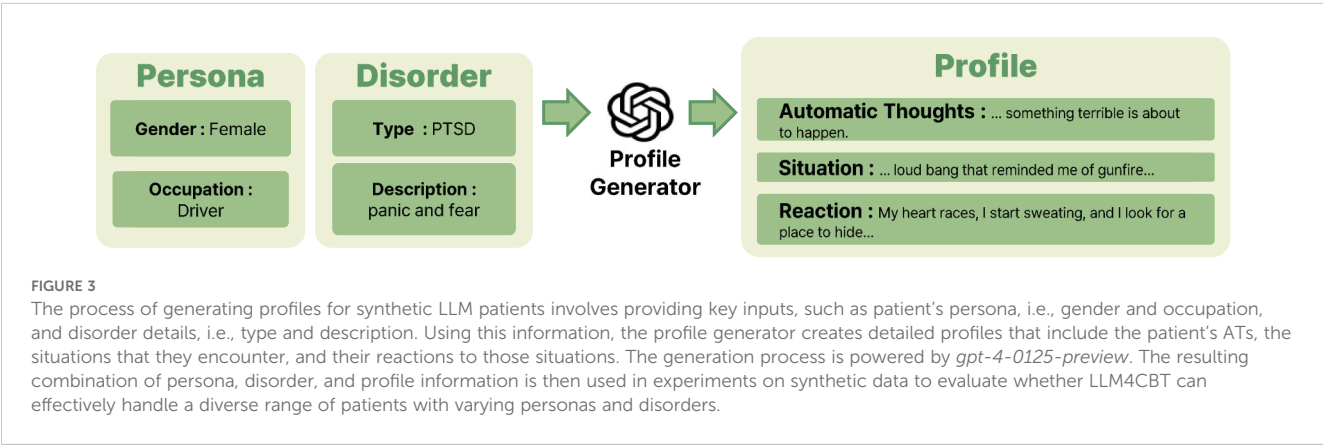 Persona
Gender : Female
Occupation :
Driver
Disorder
Type : PTSD
Description :
panic and fear
Profile
Generator
Profile
Automatic Thoughts : ... something terrible is about
to happen.
Situation : ... loud bang that reminded me of gunfire...
Reaction : My heart races, I start sweating, and I look for a
place to hide...
FIGURE 3
The process of generating profiles for synthetic LLM patients involves providing key inputs, such as patient's persona, i.e., gender and occupation,
and disorder details, i.e., type and description. Using this information, the profile generator creates detailed profiles that include the patient's ATs, the
situations that they encounter, and their reactions to those situations. The generation process is powered by gpt-4-0125-preview. The resulting
combination of persona, disorder, and profile information is then used in experiments on synthetic data to evaluate whether LLM4CBT can
effectively handle a diverse range of patients with varying personas and disorders.